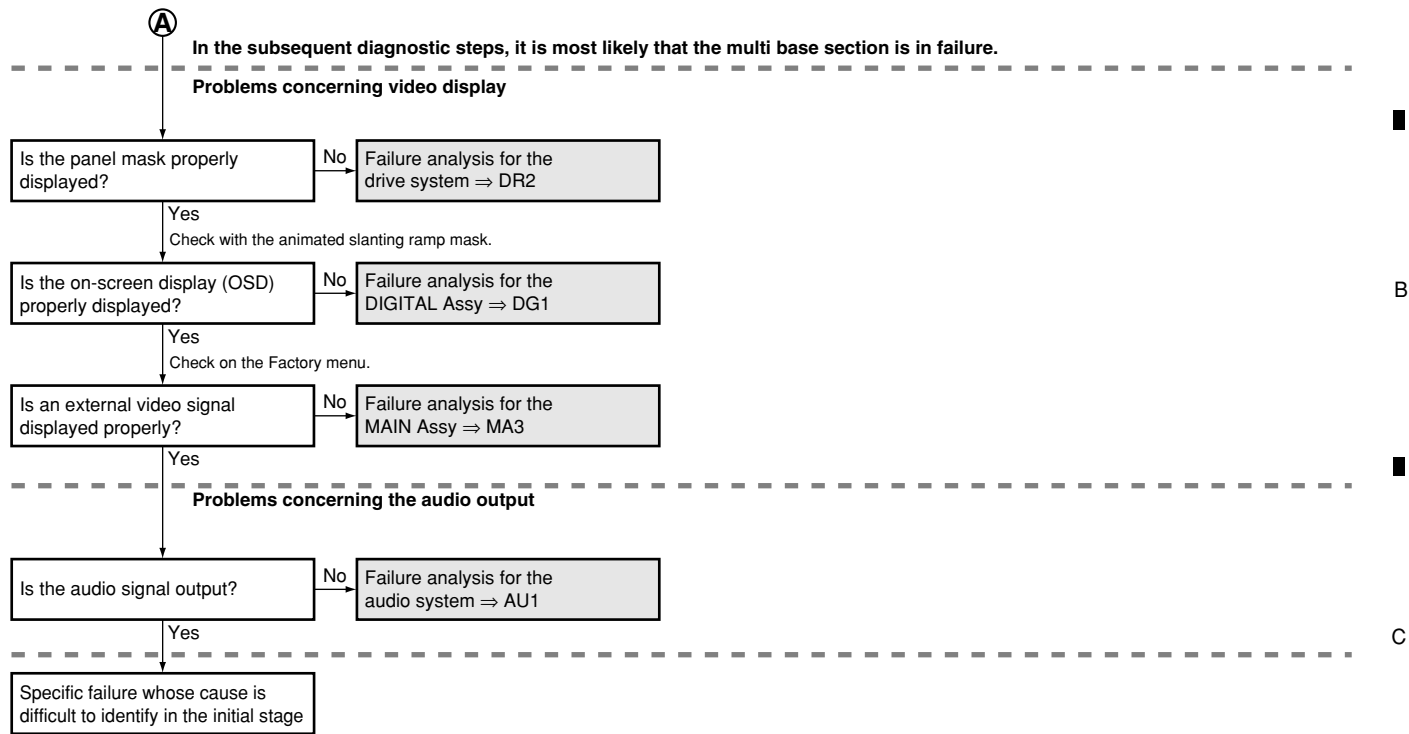 A
In the subsequent diagnostic steps, it is most likely that the multi base section is in failure.
Problems concerning video display
Is the panel mask properly
displayed?
No
Failure analysis for the
drive system ⇒ DR2
Yes
Check with the animated slanting ramp mask.
Is the on-screen display (OSD)
properly displayed?
No
Failure analysis for the
DIGITAL Assy ⇒ DG1
B
Yes
Check on the Factory menu.
Is an external video signal
displayed properly?
No
Failure analysis for the
MAIN Assy ⇒ MA3
Yes
Problems concerning the audio output
Is the audio signal output?
No
Failure analysis for the
audio system ⇒ AU1
Yes
C
Specific failure whose cause is
difficult to identify in the initial stage